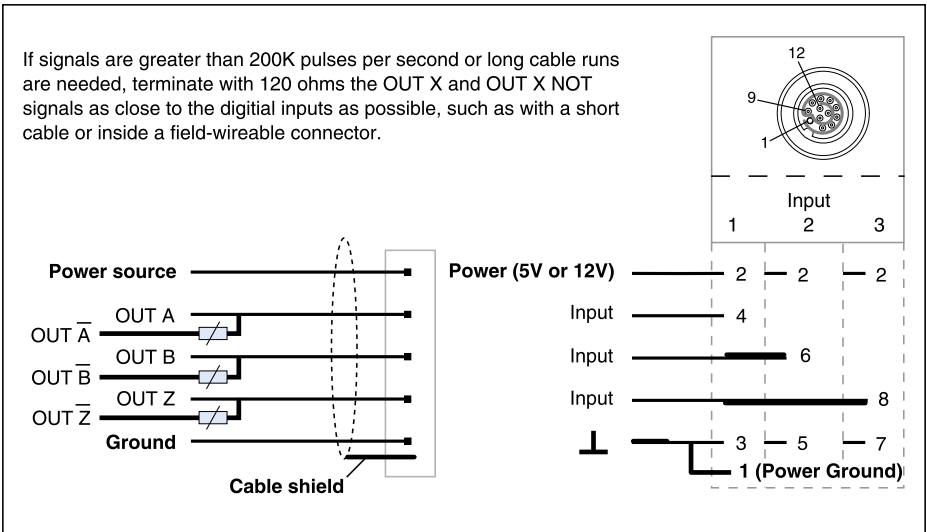 If signals are greater than 200K pulses per second or long cable runs
are needed, terminate with 120 ohms the OUT X and OUT X NOT
signals as close to the digitial inputs as possible, such as with a short
cable or inside a field-wireable connector.
12
9
1
Input
1 2 3
Power source
OUT A
OUT A̅
OUT B
OUT B̅
OUT Z
OUT Z̅
Ground
Cable shield
Power (5V or 12V) 2 2 2
Input 4
Input 6
Input 8
3 5 7
1 (Power Ground)